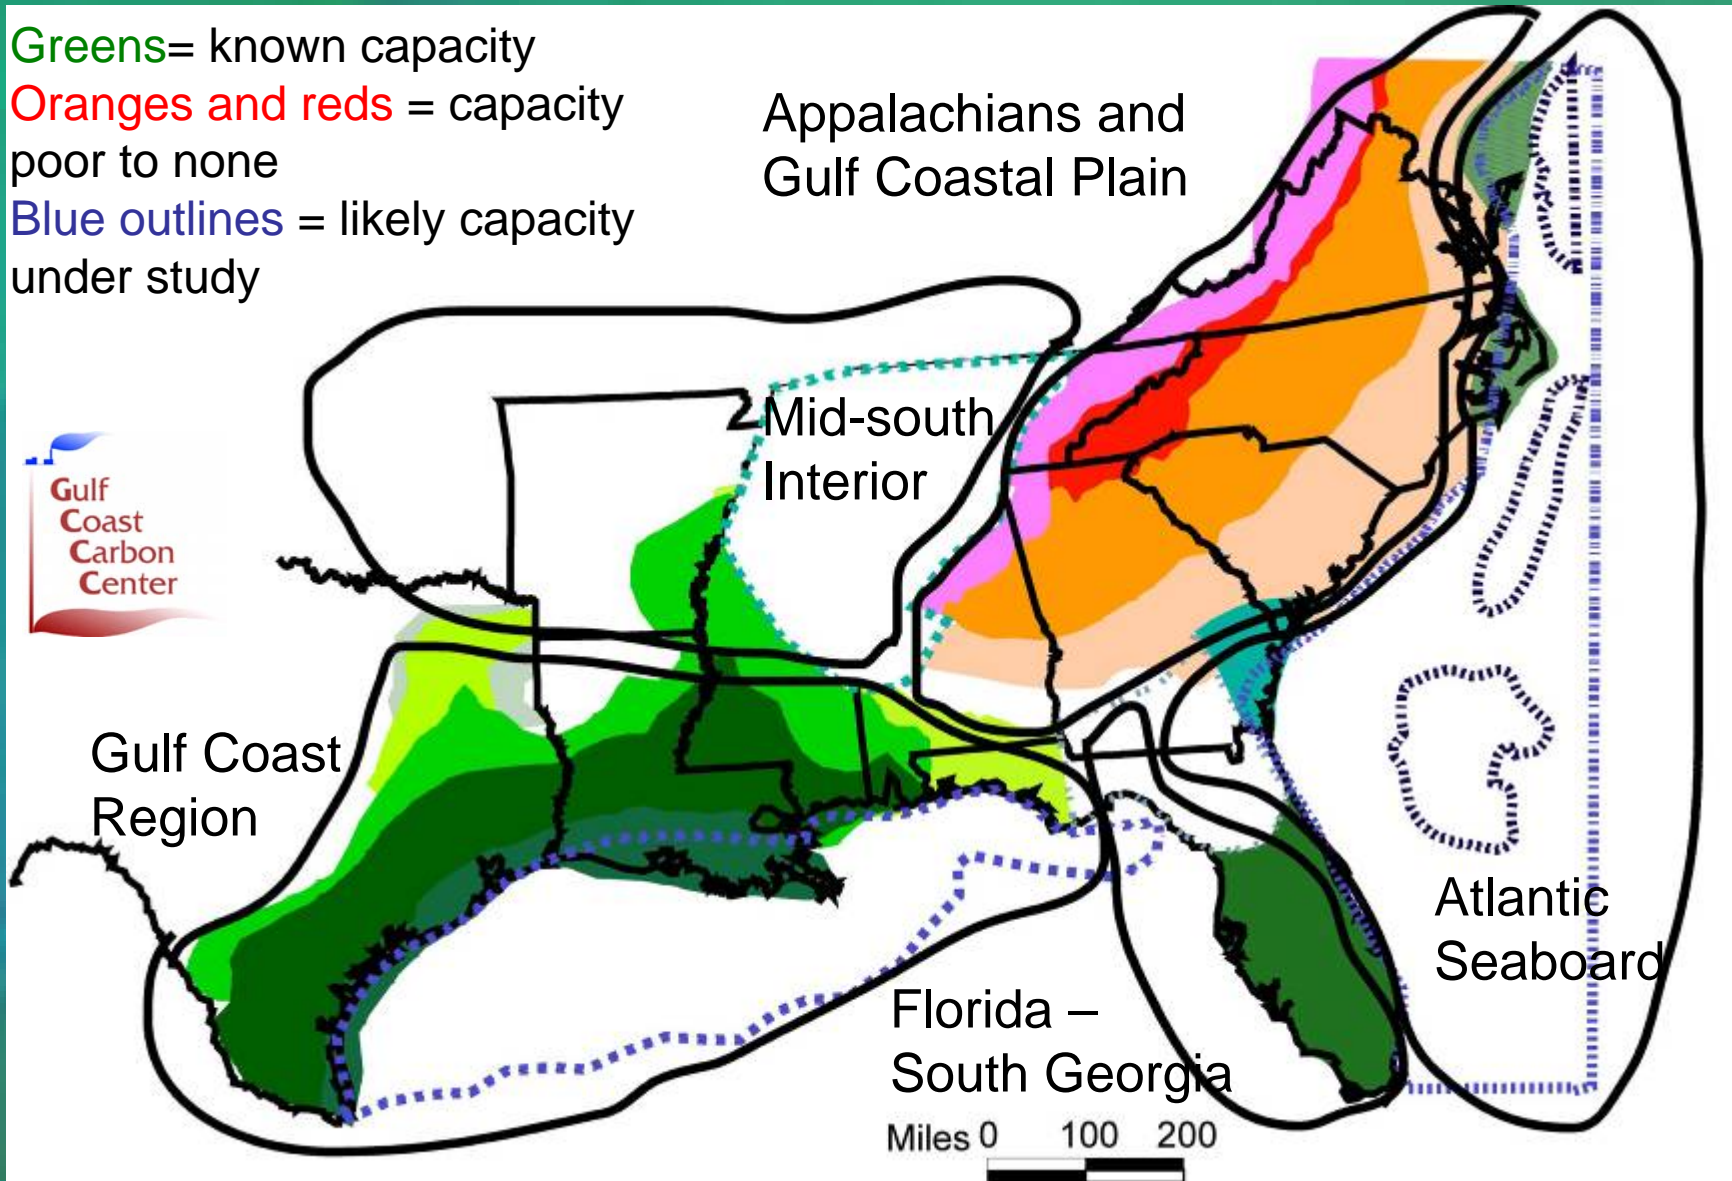 Greens= known capacity
Oranges and reds = capacity
poor to none
Blue outlines = likely capacity
under study
Appalachians and
Gulf Coastal Plain
Mid-south
Interior
Gulf
Coast
Carbon
Center
Gulf Coast
Region
Atlantic
Seaboard
Florida –
South Georgia
Miles 0 100 200